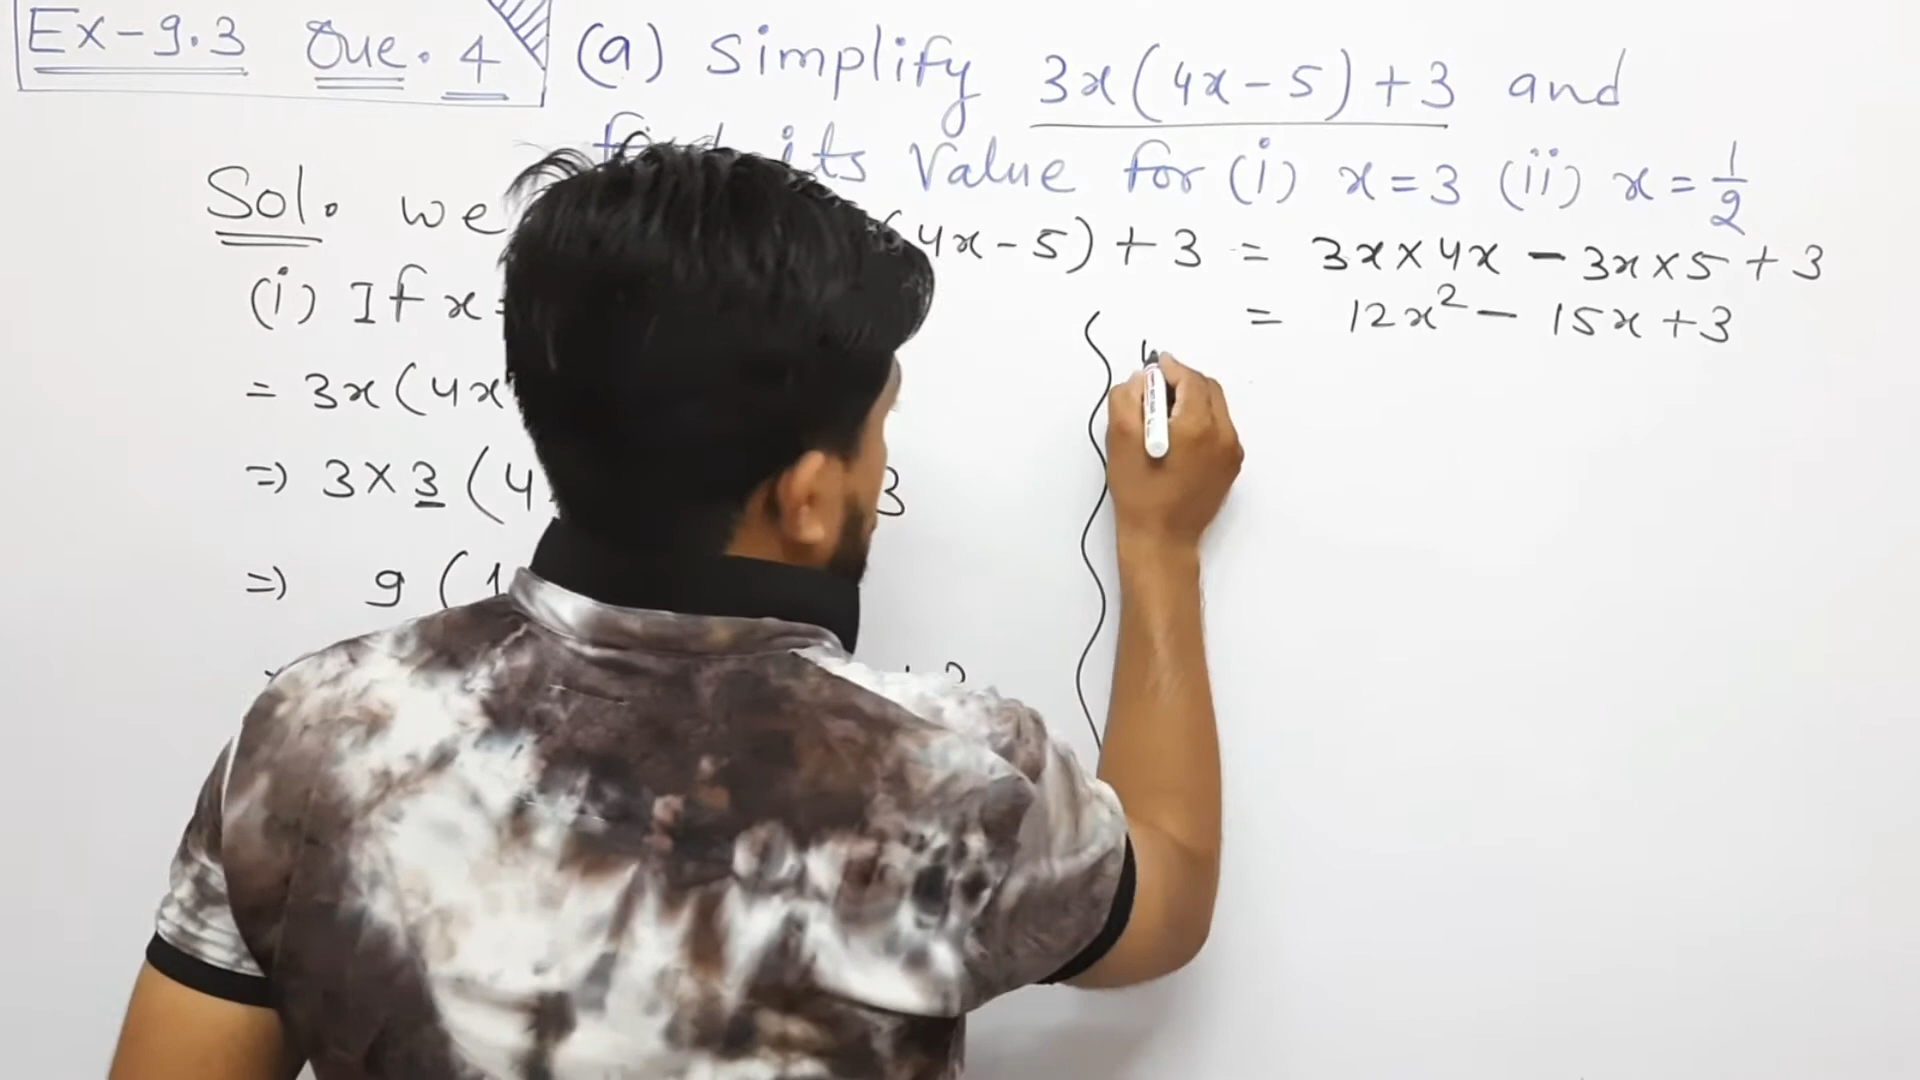 Ex-9.3 Que. 4 (a) Simplify 3x(4x-5)+3 and
its Value for (i) x=3 (ii) x=1/2
Sol. we 4x-5)+3 = 3x×4x - 3x×5+3
= 12x²- 15x+3
(i) If x=
= 3x(4x
=> 3×3(4 3
=> 9(1